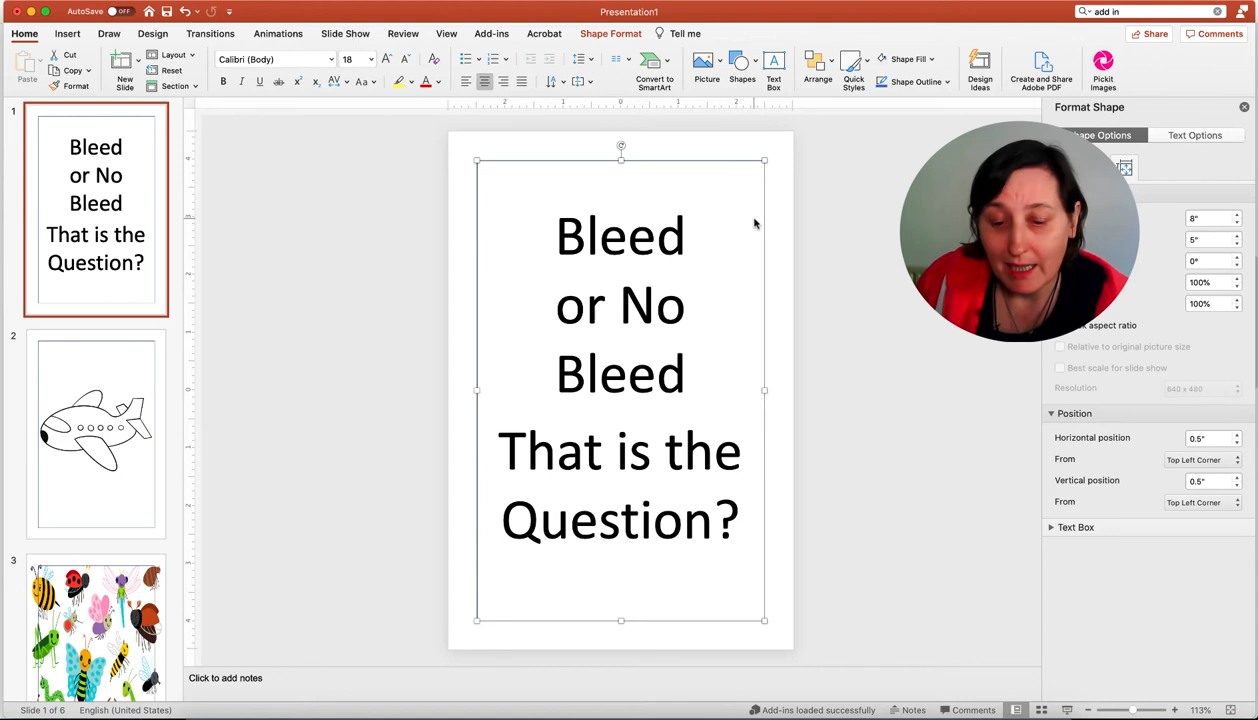 AutoSave OFF
Presentation1
add in
Home Insert Draw Design Transitions Animations Slide Show Review View Add-ins Acrobat Shape Format Tell me
Share Comments
Paste
Cut
Copy
Format
New Slide
Layout
Reset
Section
Calibri (Body) 18
Convert to SmartArt
Picture
Shapes
Text Box
Arrange
Quick Styles
Shape Fill
Shape Outline
Design Ideas
Create and Share Adobe PDF
Pickit Images
1
Bleed
or No
Bleed
That is the
Question?
2
3
Bleed
or No
Bleed
That is the
Question?
Format Shape
Shape Options Text Options
8"
5"
0°
100%
100%
aspect ratio
Relative to original picture size
Best scale for slide show
Resolution 640 x 480
Position
Horizontal position 0.5"
From Top Left Corner
Vertical position 0.5"
From Top Left Corner
Text Box
Click to add notes
Slide 1 of 6 English (United States) Add-ins loaded successfully Notes Comments 113%